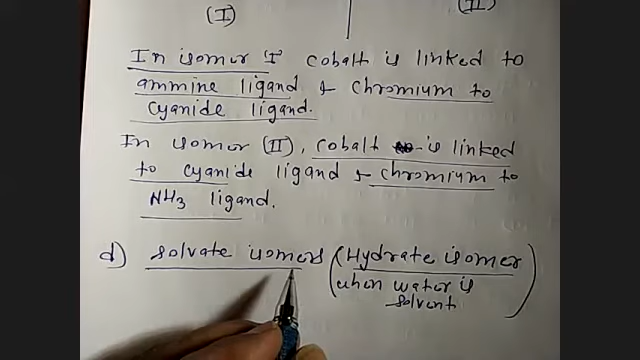 (I) (II)
In isomer I cobalt is linked to
ammine ligand & chromium to
cyanide ligand.
In isomer (II), cobalt is linked
to cyanide ligand & chromium to
NH3 ligand.
d) solvate isomers (Hydrate isomer
when water is
solvent)